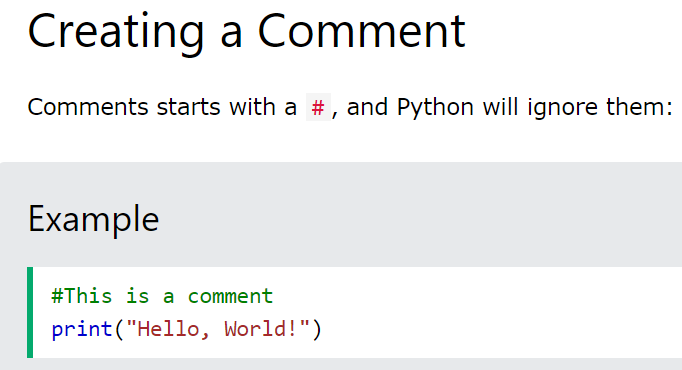 Creating a Comment
Comments starts with a #, and Python will ignore them:
Example
#This is a comment
print("Hello, World!")